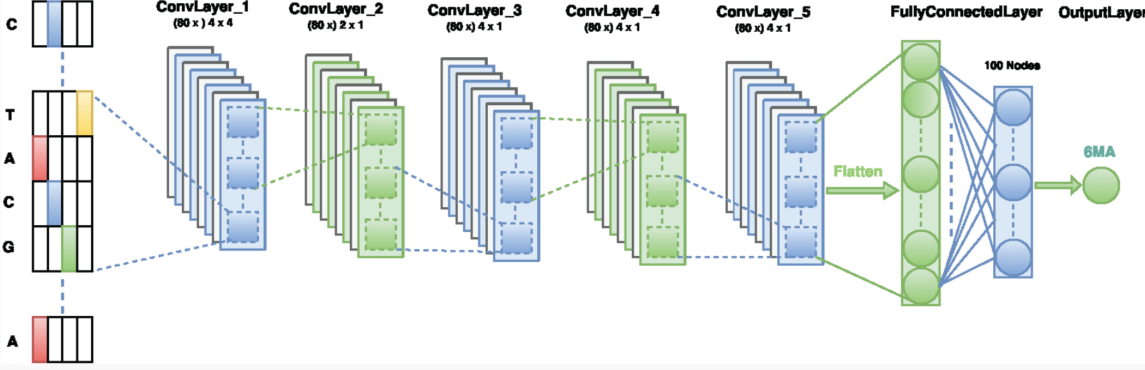 ConvLayer_1
(80 x ) 4 x 4
ConvLayer_2
(80 x) 2 x 1
ConvLayer_3
(80 x) 4 x 1
ConvLayer_4
(80 x) 4 x 1
ConvLayer_5
(80 x) 4 x 1
FullyConnectedLayer
OutputLayer
100 Nodes
C
T
A
C
G
A
Flatten
6MA